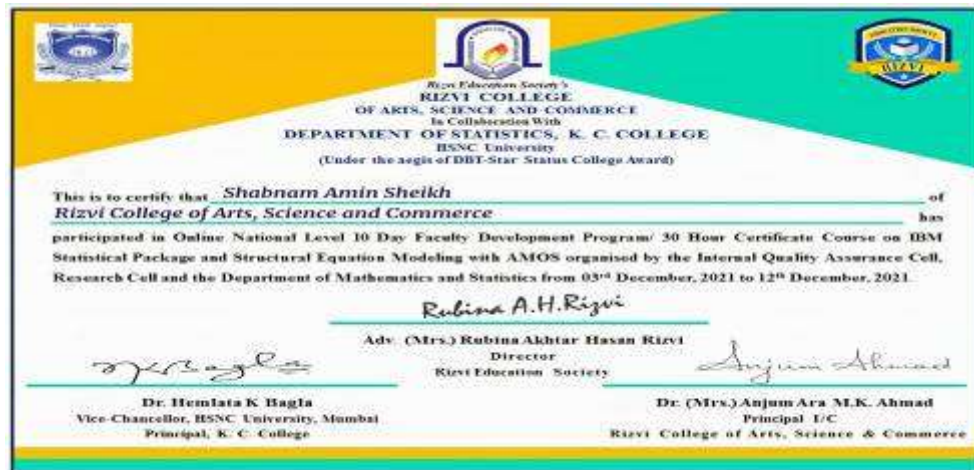 RIZVI
Rizvi Education Society's
RIZVI COLLEGE
OF ARTS, SCIENCE AND COMMERCE
In Collaboration With
DEPARTMENT OF STATISTICS, K. C. COLLEGE
HSNC University
(Under the aegis of DBT-Star Status College Award)
This is to certify that Shabnam Amin Sheikh of
Rizvi College of Arts, Science and Commerce has
participated in Online National Level 10 Day Faculty Development Program/ 30 Hour Certificate Course on IBM
Statistical Package and Structural Equation Modeling with AMOS organised by the Internal Quality Assurance Cell,
Research Cell and the Department of Mathematics and Statistics from 03rd December, 2021 to 12th December, 2021
Rubina A.H.Rizvi
Adv. (Mrs.) Rubina Akhtar Hasan Rizvi
Director
Rizvi Education Society
Anjum Ahmad
Dr. Hemlata K Bagla
Vice-Chancellor, HSNC University, Mumbai
Principal, K. C. College
Dr. (Mrs.) Anjum Ara M.K. Ahmad
Principal I/C
Rizvi College of Arts, Science & Commerce